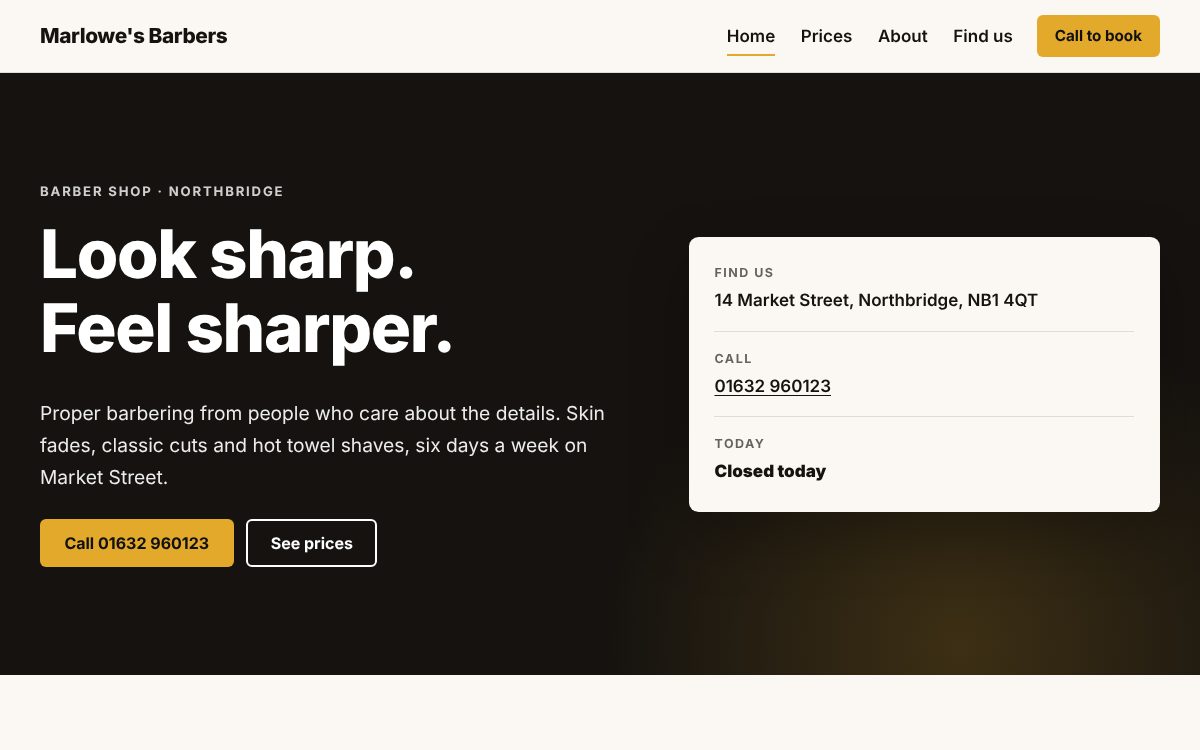 Marlowe's Barbers
Home
Prices
About
Find us
Call to book
BARBER SHOP · NORTHBRIDGE
Look sharp.
Feel sharper.
Proper barbering from people who care about the details. Skin
fades, classic cuts and hot towel shaves, six days a week on
Market Street.
Call 01632 960123
See prices
FIND US
14 Market Street, Northbridge, NB1 4QT
CALL
01632 960123
TODAY
Closed today